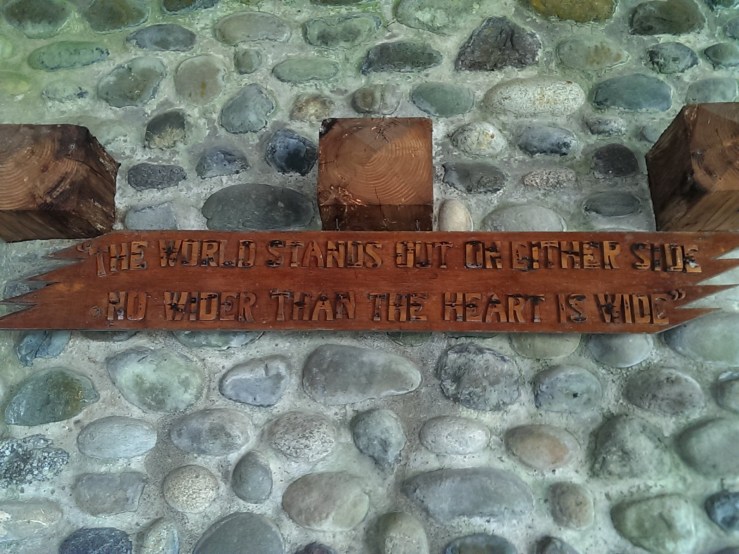 "THE WORLD STANDS OUT ON EITHER SIDE
NO WIDER THAN THE HEART IS WIDE"